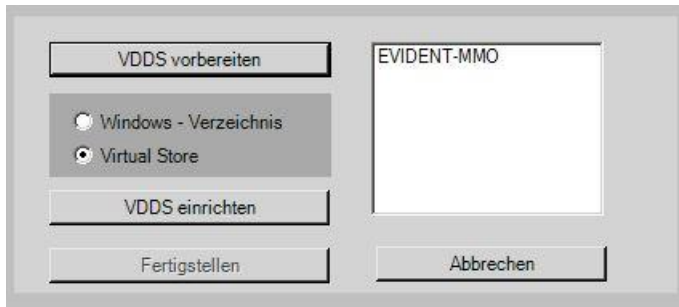 VDDS vorbereiten
Windows - Verzeichnis
Virtual Store
VDDS einrichten
Fertigstellen
EVIDENT-MMO
Abbrechen